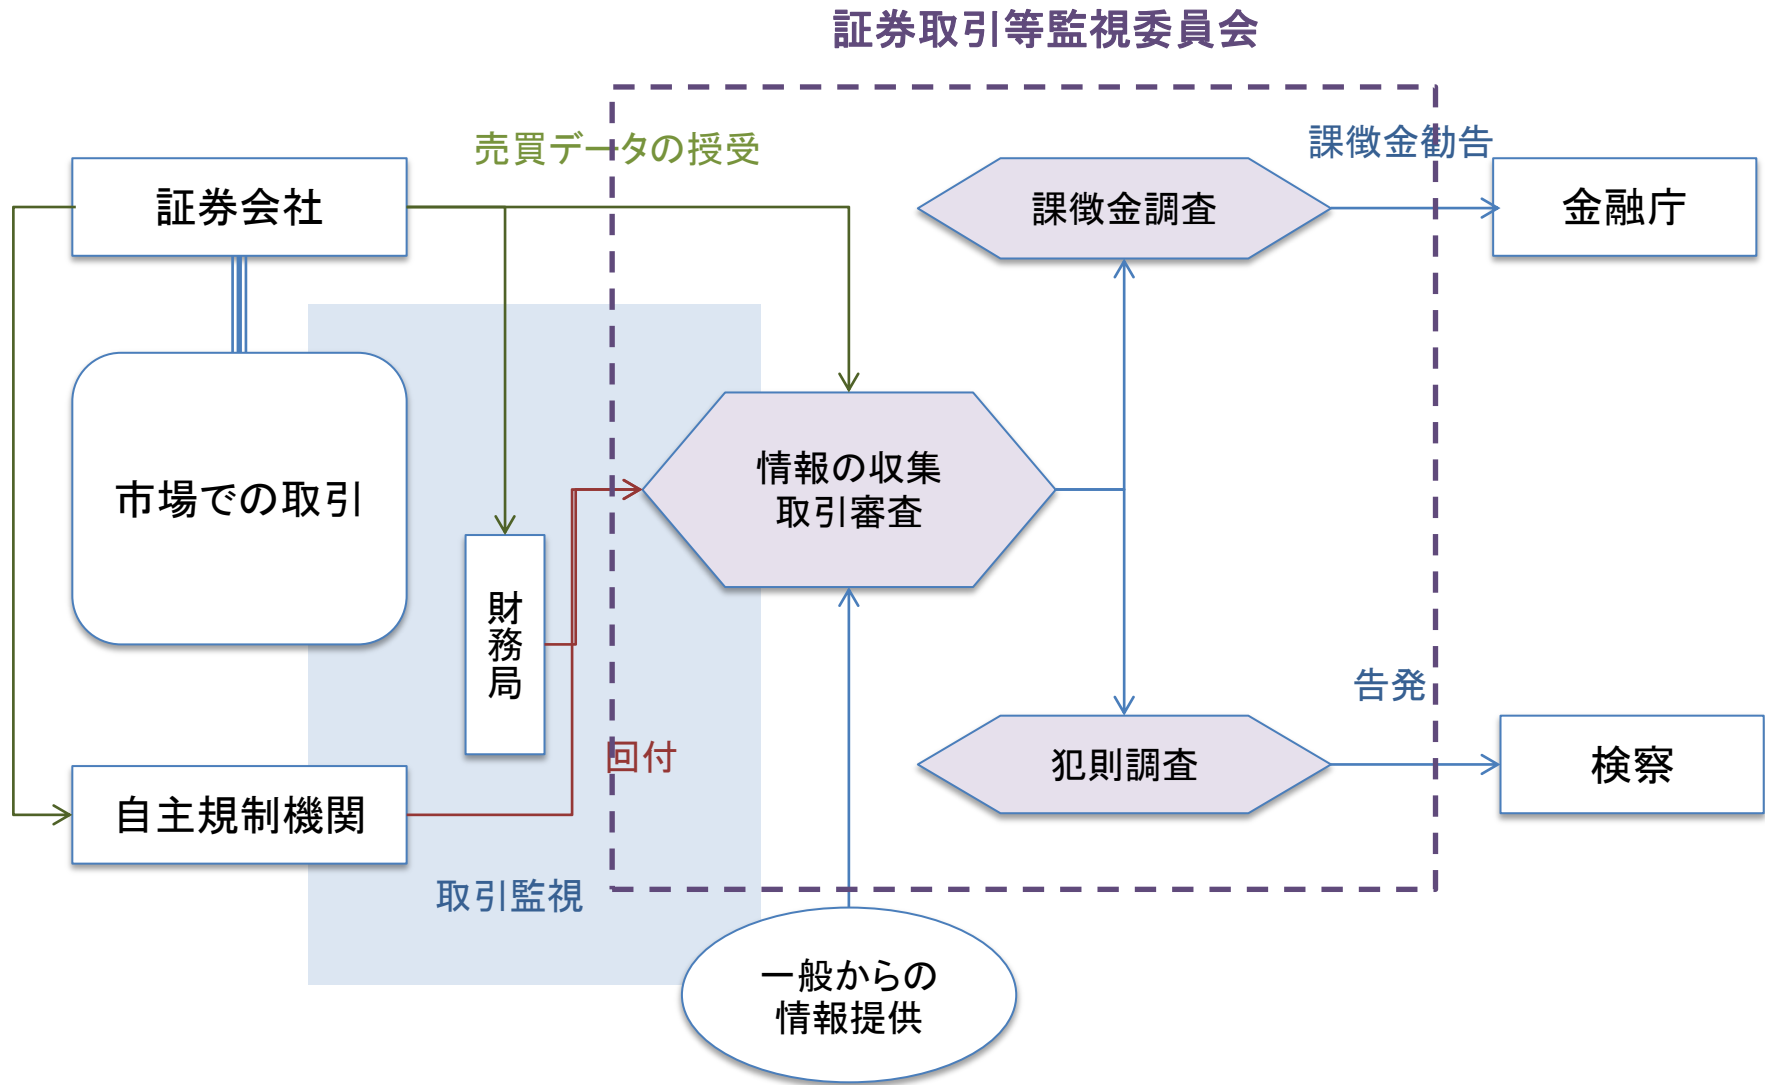 証券取引等監視委員会
売買データの授受
課徴金勧告
証券会社
課徴金調査
金融庁
市場での取引
情報の収集
取引審査
財
務
局
告発
回付
自主規制機関
犯則調査
検察
取引監視
一般からの
情報提供